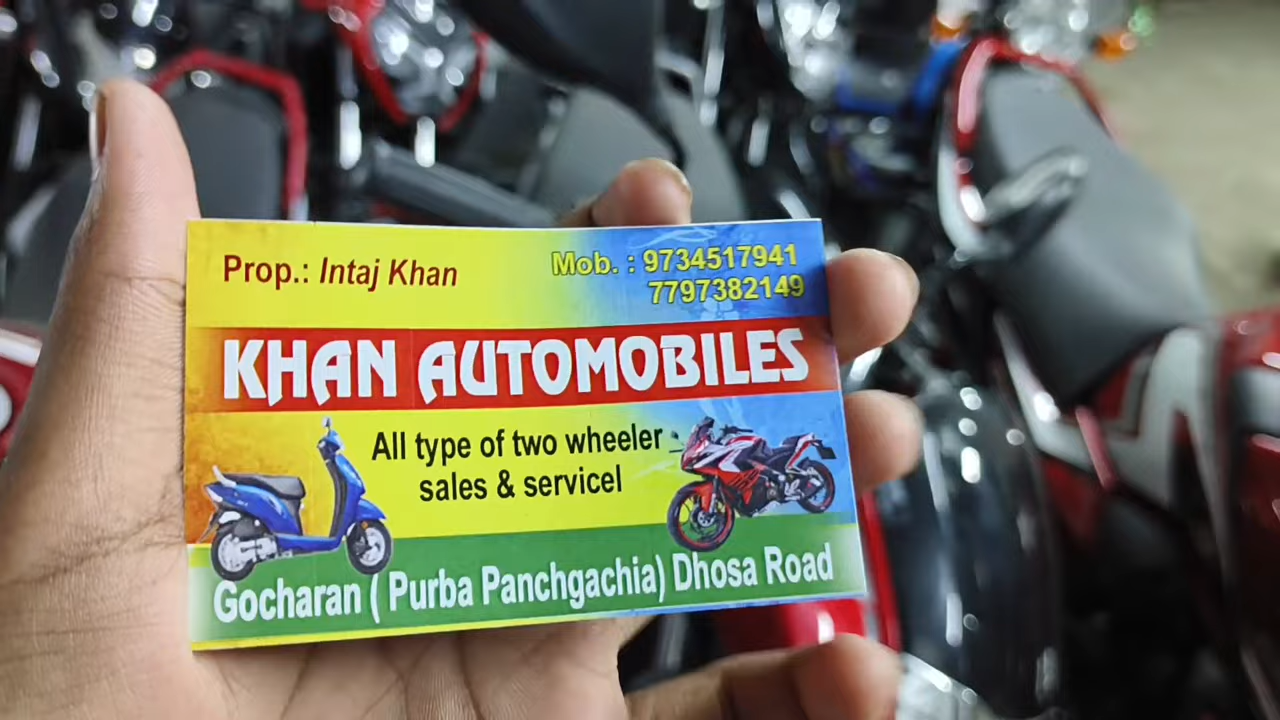 Prop.: Intaj Khan
Mob. : 9734517941
7797382149
KHAN AUTOMOBILES
All type of two wheeler
sales & servicel
Gocharan ( Purba Panchgachia) Dhosa Road